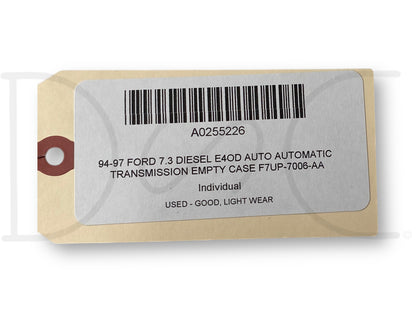 A0255226
94-97 FORD 7.3 DIESEL E4OD AUTO AUTOMATIC
TRANSMISSION EMPTY CASE F7UP-7006-AA
Individual
USED - GOOD, LIGHT WEAR